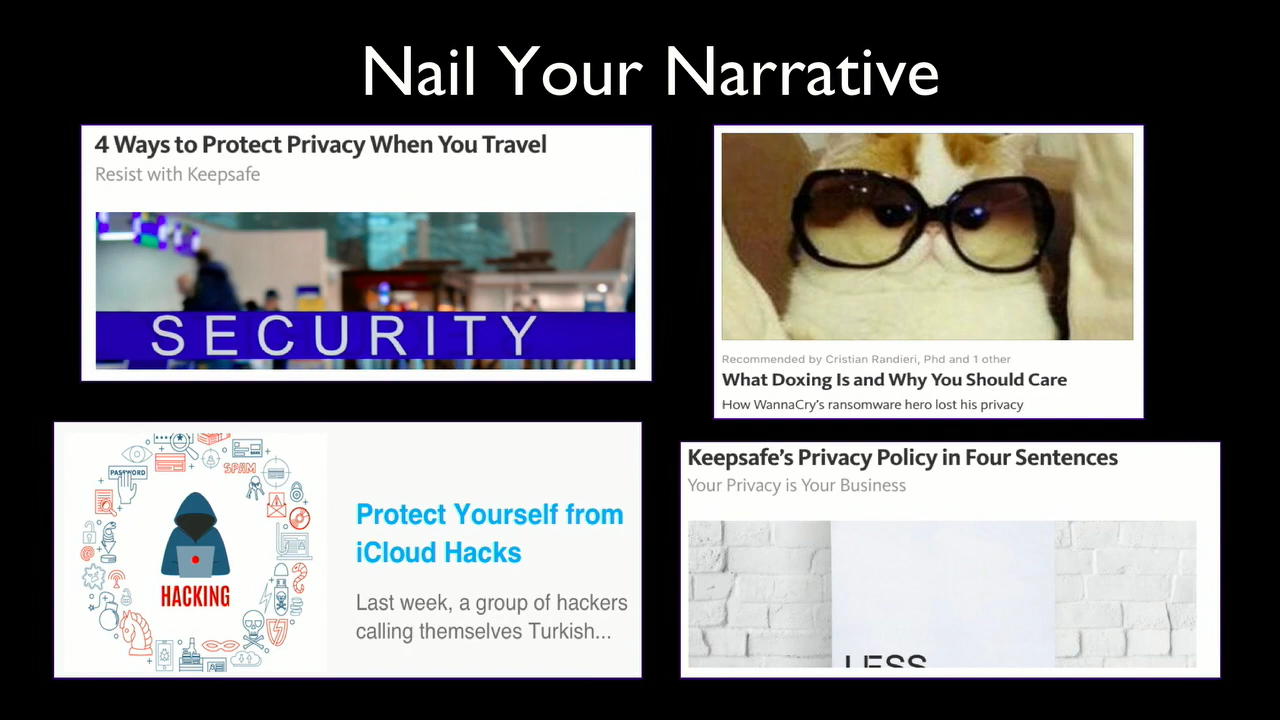 Nail Your Narrative
4 Ways to Protect Privacy When You Travel
Resist with Keepsafe
SECURITY
Recommended by Cristian Randieri, Phd and 1 other
What Doxing Is and Why You Should Care
How WannaCry's ransomware hero lost his privacy
SPAM
PASSWORD
HACKING
Protect Yourself from
iCloud Hacks
Last week, a group of hackers
calling themselves Turkish...
Keepsafe's Privacy Policy in Four Sentences
Your Privacy is Your Business
LESS